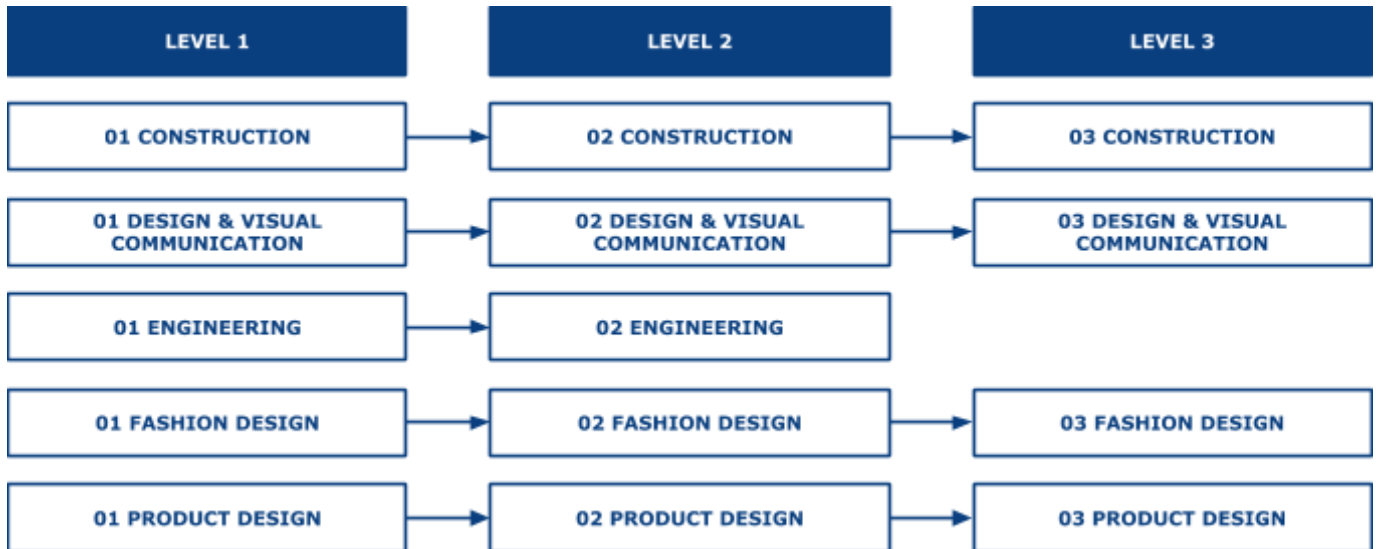 LEVEL 1
LEVEL 2
LEVEL 3
01 CONSTRUCTION
02 CONSTRUCTION
03 CONSTRUCTION
01 DESIGN & VISUAL
COMMUNICATION
02 DESIGN & VISUAL
COMMUNICATION
03 DESIGN & VISUAL
COMMUNICATION
01 ENGINEERING
02 ENGINEERING
01 FASHION DESIGN
02 FASHION DESIGN
03 FASHION DESIGN
01 PRODUCT DESIGN
02 PRODUCT DESIGN
03 PRODUCT DESIGN